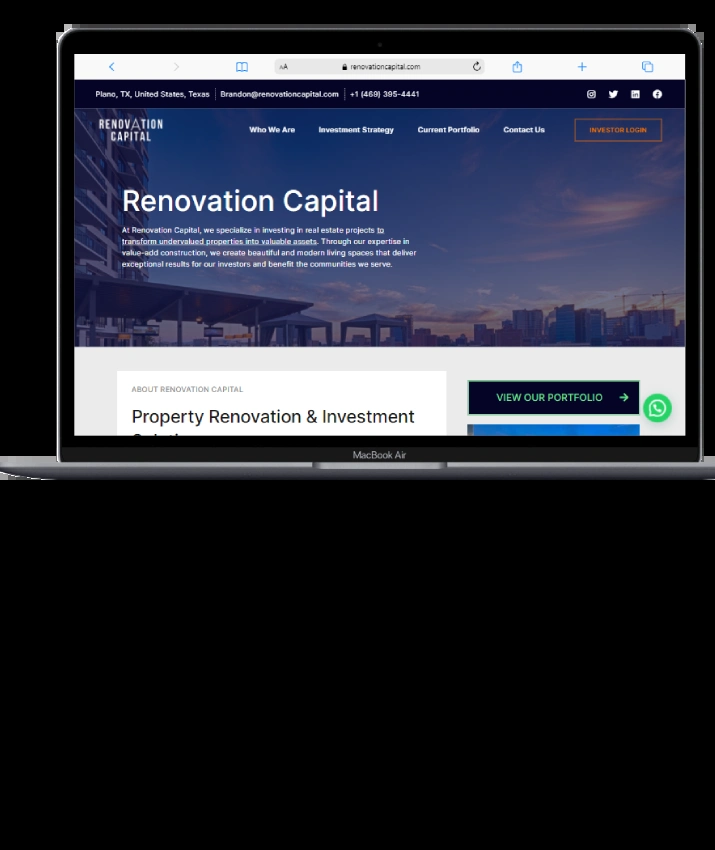 AA renovationcapital.com
Plano, TX, United States, Texas Brandon@renovationcapital.com +1 (469) 395-4441
RENOVATION
CAPITAL
Who We Are Investment Strategy Current Portfolio Contact Us INVESTOR LOGIN
Renovation Capital
At Renovation Capital, we specialize in investing in real estate projects to
transform undervalued properties into valuable assets. Through our expertise in
value-add construction, we create beautiful and modern living spaces that deliver
exceptional results for our investors and benefit the communities we serve.
ABOUT RENOVATION CAPITAL
VIEW OUR PORTFOLIO
Property Renovation & Investment
MacBook Air